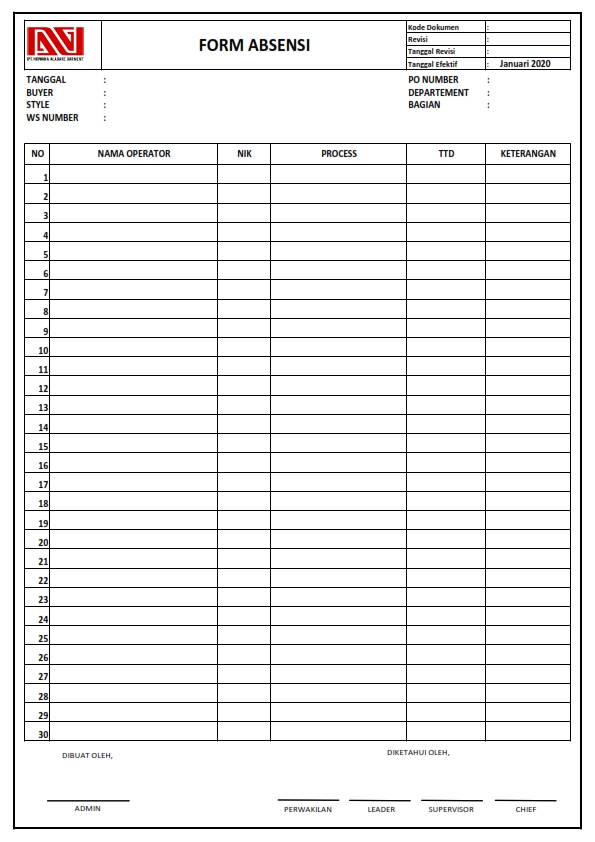 FORM ABSENSI
PT. NIRWANA ALABARE GARMENT
Kode Dokumen :
Revisi :
Tanggal Revisi :
Tanggal Efektif : Januari 2020
TANGGAL : PO NUMBER :
BUYER : DEPARTEMENT :
STYLE : BAGIAN :
WS NUMBER :
NO NAMA OPERATOR NIK PROCESS TTD KETERANGAN
1
2
3
4
5
6
7
8
9
10
11
12
13
14
15
16
17
18
19
20
21
22
23
24
25
26
27
28
29
30
DIBUAT OLEH, DIKETAHUI OLEH,
ADMIN PERWAKILAN LEADER SUPERVISOR CHIEF